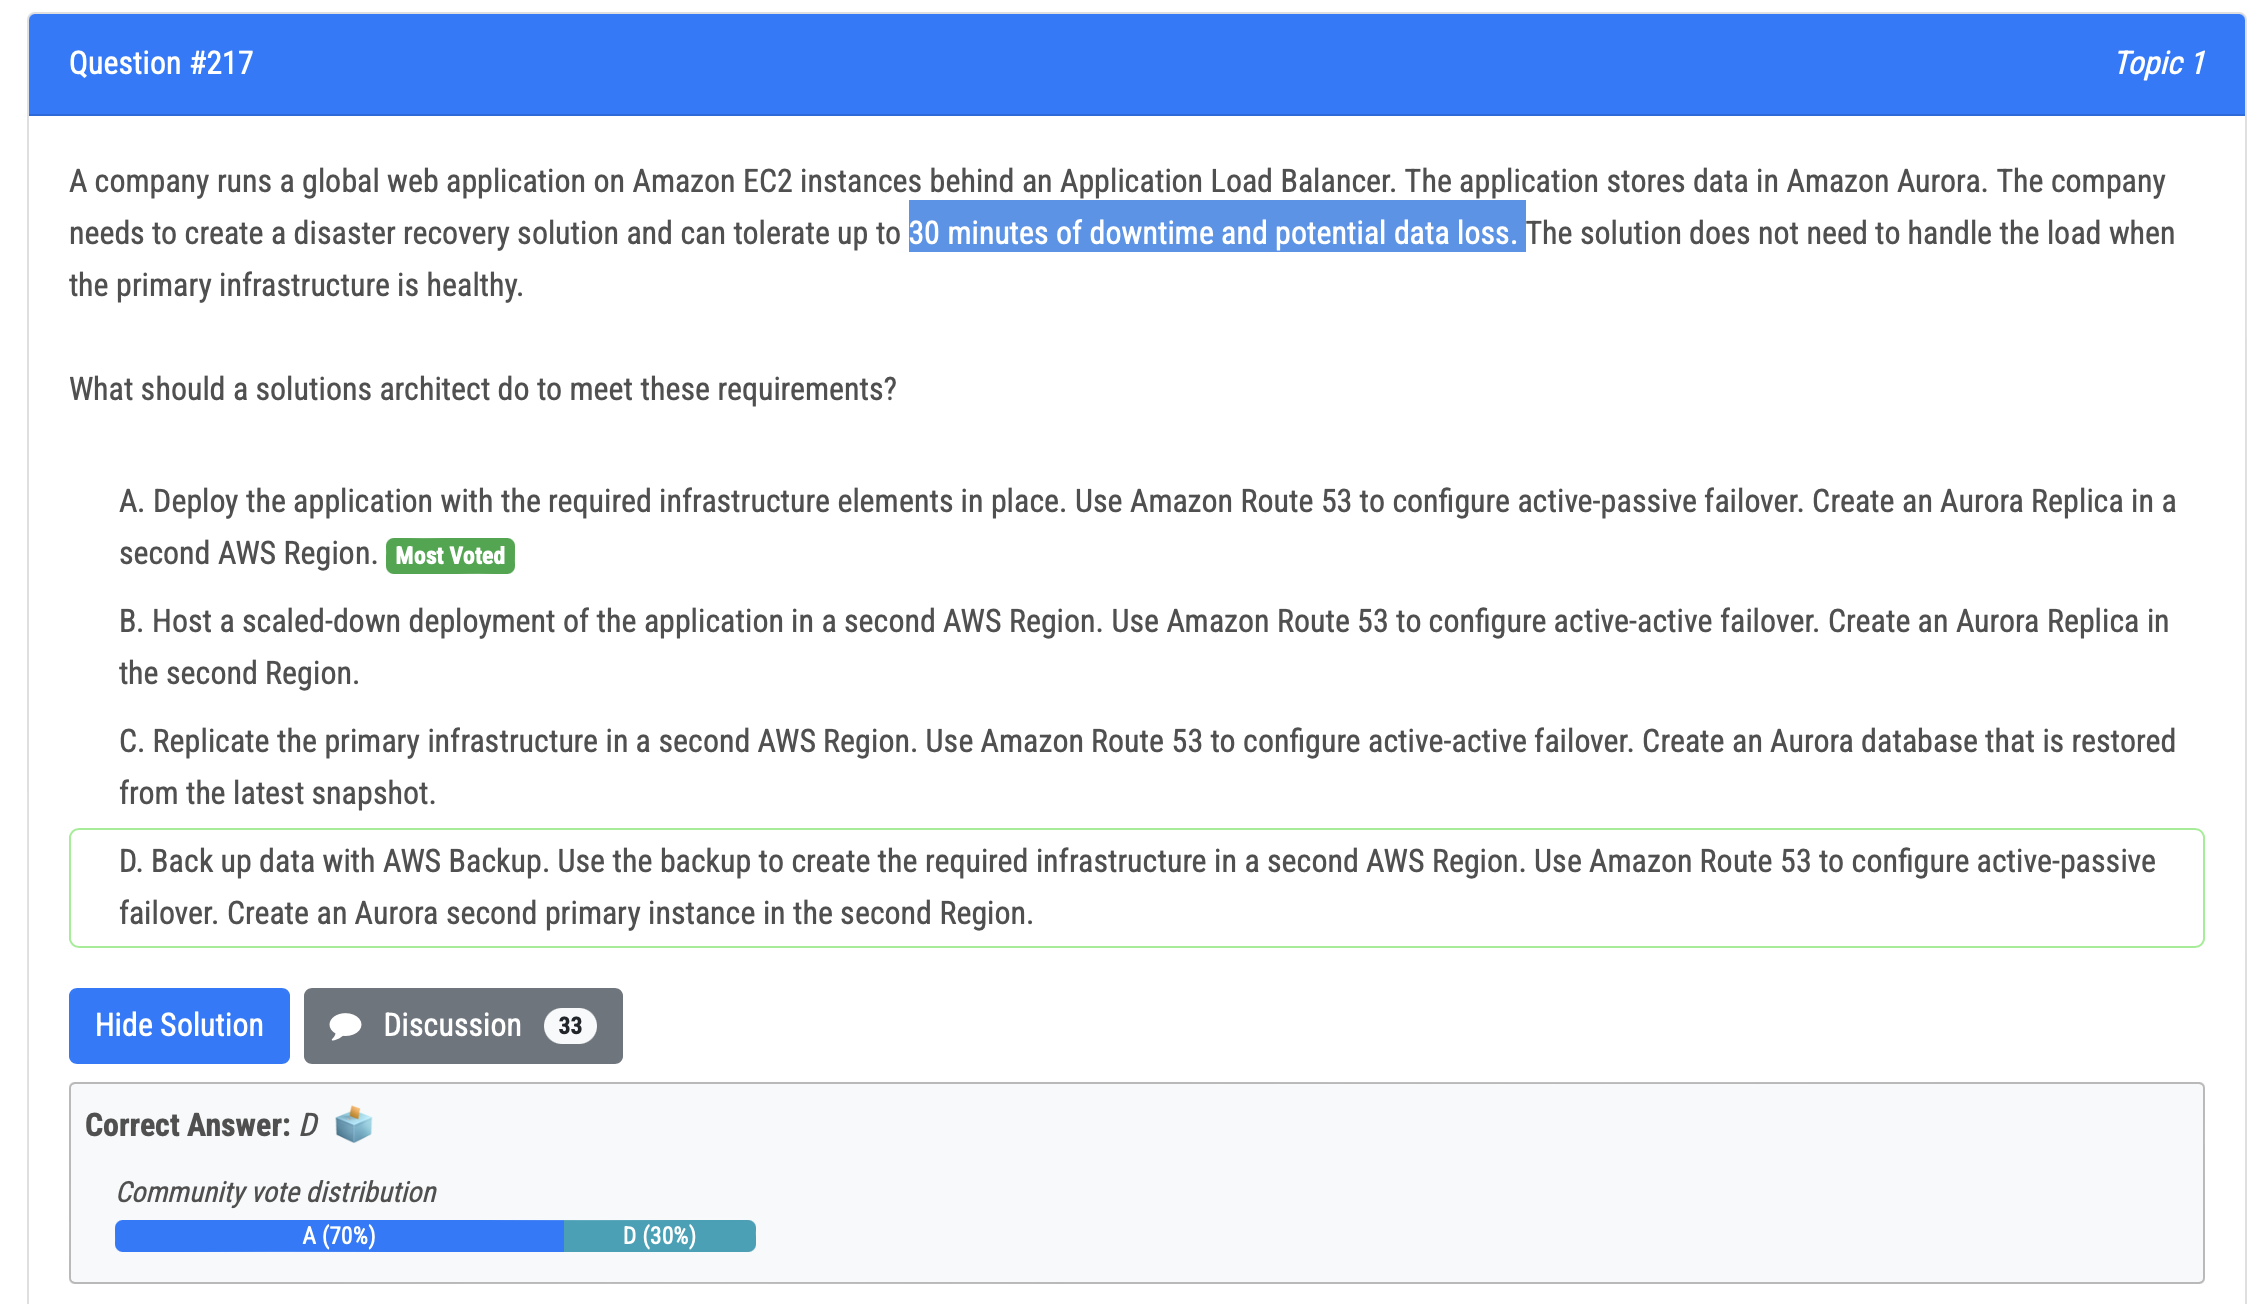 Question #217
Topic 1
A company runs a global web application on Amazon EC2 instances behind an Application Load Balancer. The application stores data in Amazon Aurora. The company
needs to create a disaster recovery solution and can tolerate up to 30 minutes of downtime and potential data loss. The solution does not need to handle the load when
the primary infrastructure is healthy.
What should a solutions architect do to meet these requirements?
A. Deploy the application with the required infrastructure elements in place. Use Amazon Route 53 to configure active-passive failover. Create an Aurora Replica in a
second AWS Region. Most Voted
B. Host a scaled-down deployment of the application in a second AWS Region. Use Amazon Route 53 to configure active-active failover. Create an Aurora Replica in
the second Region.
C. Replicate the primary infrastructure in a second AWS Region. Use Amazon Route 53 to configure active-active failover. Create an Aurora database that is restored
from the latest snapshot.
D. Back up data with AWS Backup. Use the backup to create the required infrastructure in a second AWS Region. Use Amazon Route 53 to configure active-passive
failover. Create an Aurora second primary instance in the second Region.
Hide Solution
Discussion 33
Correct Answer: D
Community vote distribution
A (70%)
D (30%)